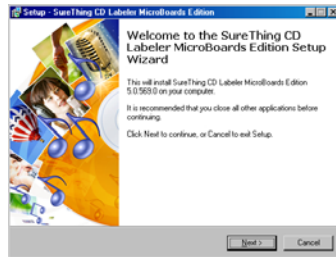 Setup - SureThing CD Labeler MicroBoards Edition
Welcome to the SureThing CD
Labeler MicroBoards Edition Setup
Wizard
This will install SureThing CD Labeler MicroBoards Edition
5.0.569.0 on your computer.
It is recommended that you close all other applications before
continuing.
Click Next to continue, or Cancel to exit Setup.
Next >
Cancel